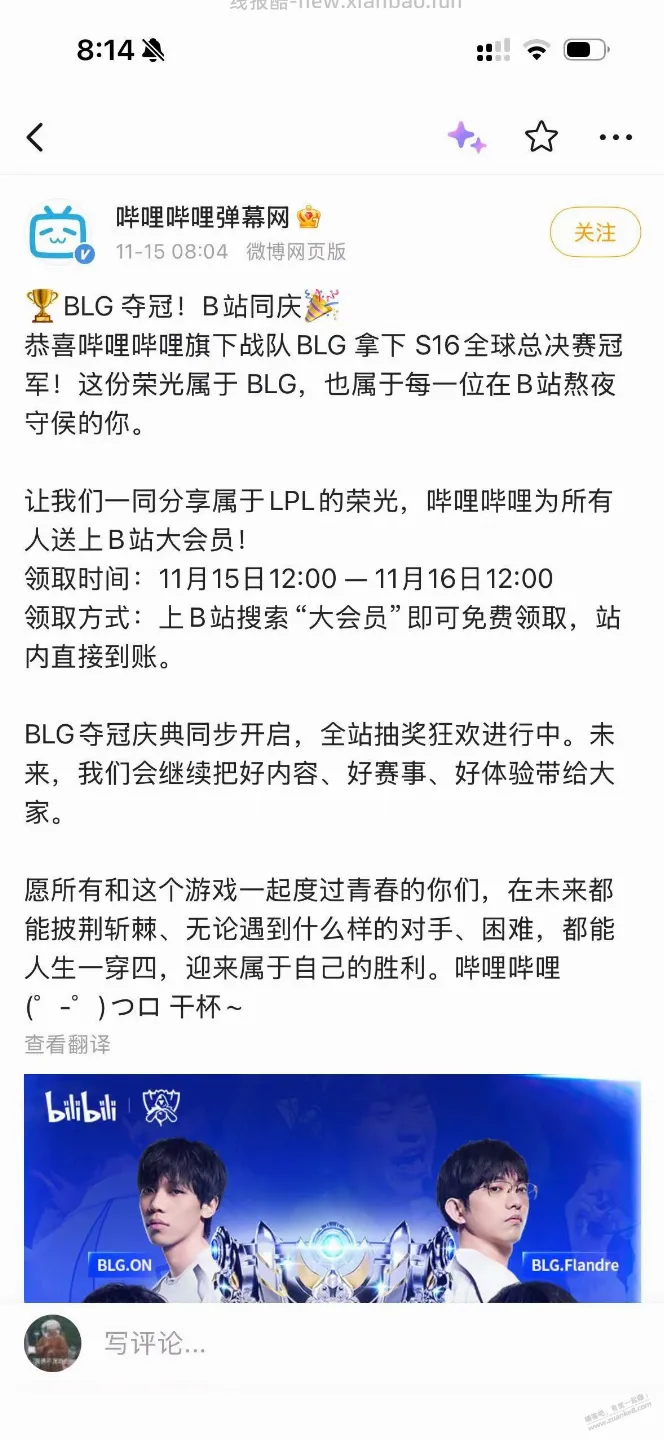 线报酷-new.xianbao.fun
8:14
哔哩哔哩弹幕网
11-15 08:04 微博网页版
关注
🏆BLG 夺冠！B站同庆🎉
恭喜哔哩哔哩旗下战队BLG 拿下 S16全球总决赛冠
军！这份荣光属于 BLG，也属于每一位在B站熬夜
守侯的你。
让我们一同分享属于LPL的荣光，哔哩哔哩为所有
人送上B站大会员！
领取时间：11月15日12:00 — 11月16日12:00
领取方式：上B站搜索“大会员”即可免费领取，站
内直接到账。
BLG夺冠庆典同步开启，全站抽奖狂欢进行中。未
来，我们会继续把好内容、好赛事、好体验带给大
家。
愿所有和这个游戏一起度过青春的你们，在未来都
能披荆斩棘、无论遇到什么样的对手、困难，都能
人生一穿四，迎来属于自己的胜利。哔哩哔哩
(゜-゜)つロ 干杯~
查看翻译
bilibili
BLG.ON
BLG.Flandre
写评论...
www.zuanke8.com